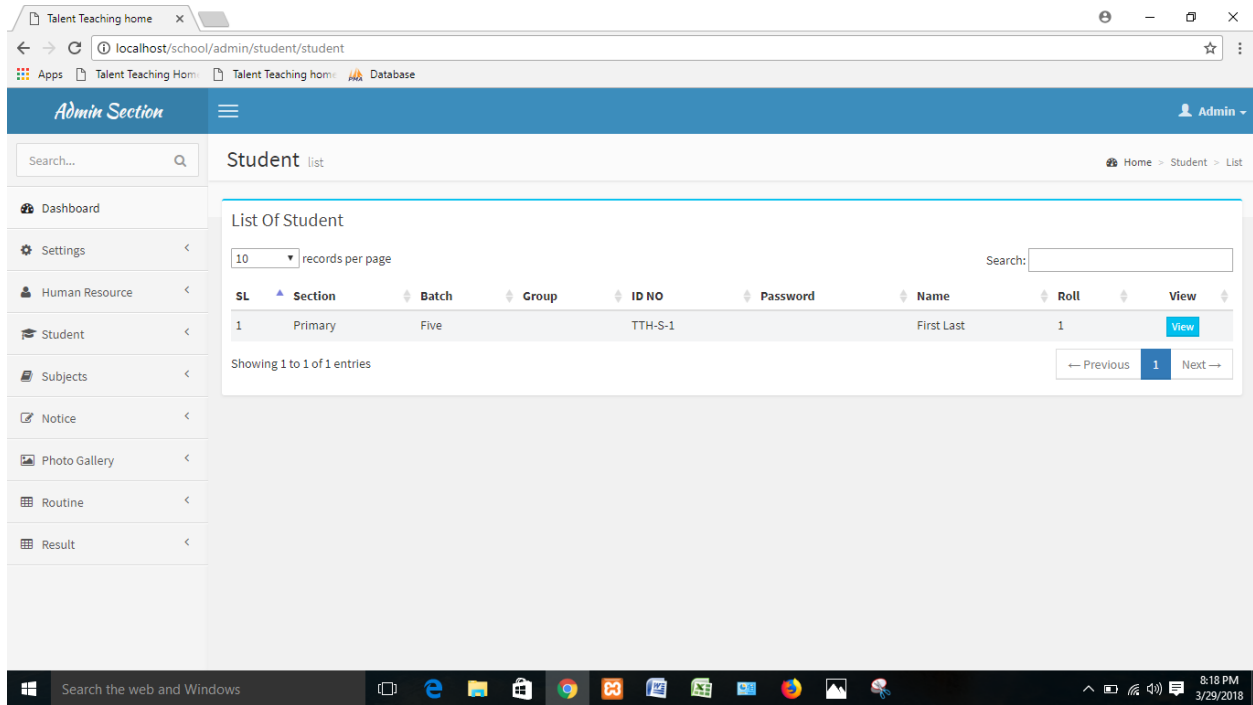 Talent Teaching home
localhost/school/admin/student/student
Apps Talent Teaching Hom Talent Teaching home PMA Database
Admin Section Admin
Search... Student list Home > Student > List
Dashboard
Settings
Human Resource
Student
Subjects
Notice
Photo Gallery
Routine
Result
List Of Student
10 records per page Search:
SL Section Batch Group ID NO Password Name Roll View
1 Primary Five TTH-S-1 First Last 1 View
Showing 1 to 1 of 1 entries ← Previous 1 Next →
Search the web and Windows 8:18 PM
3/29/2018